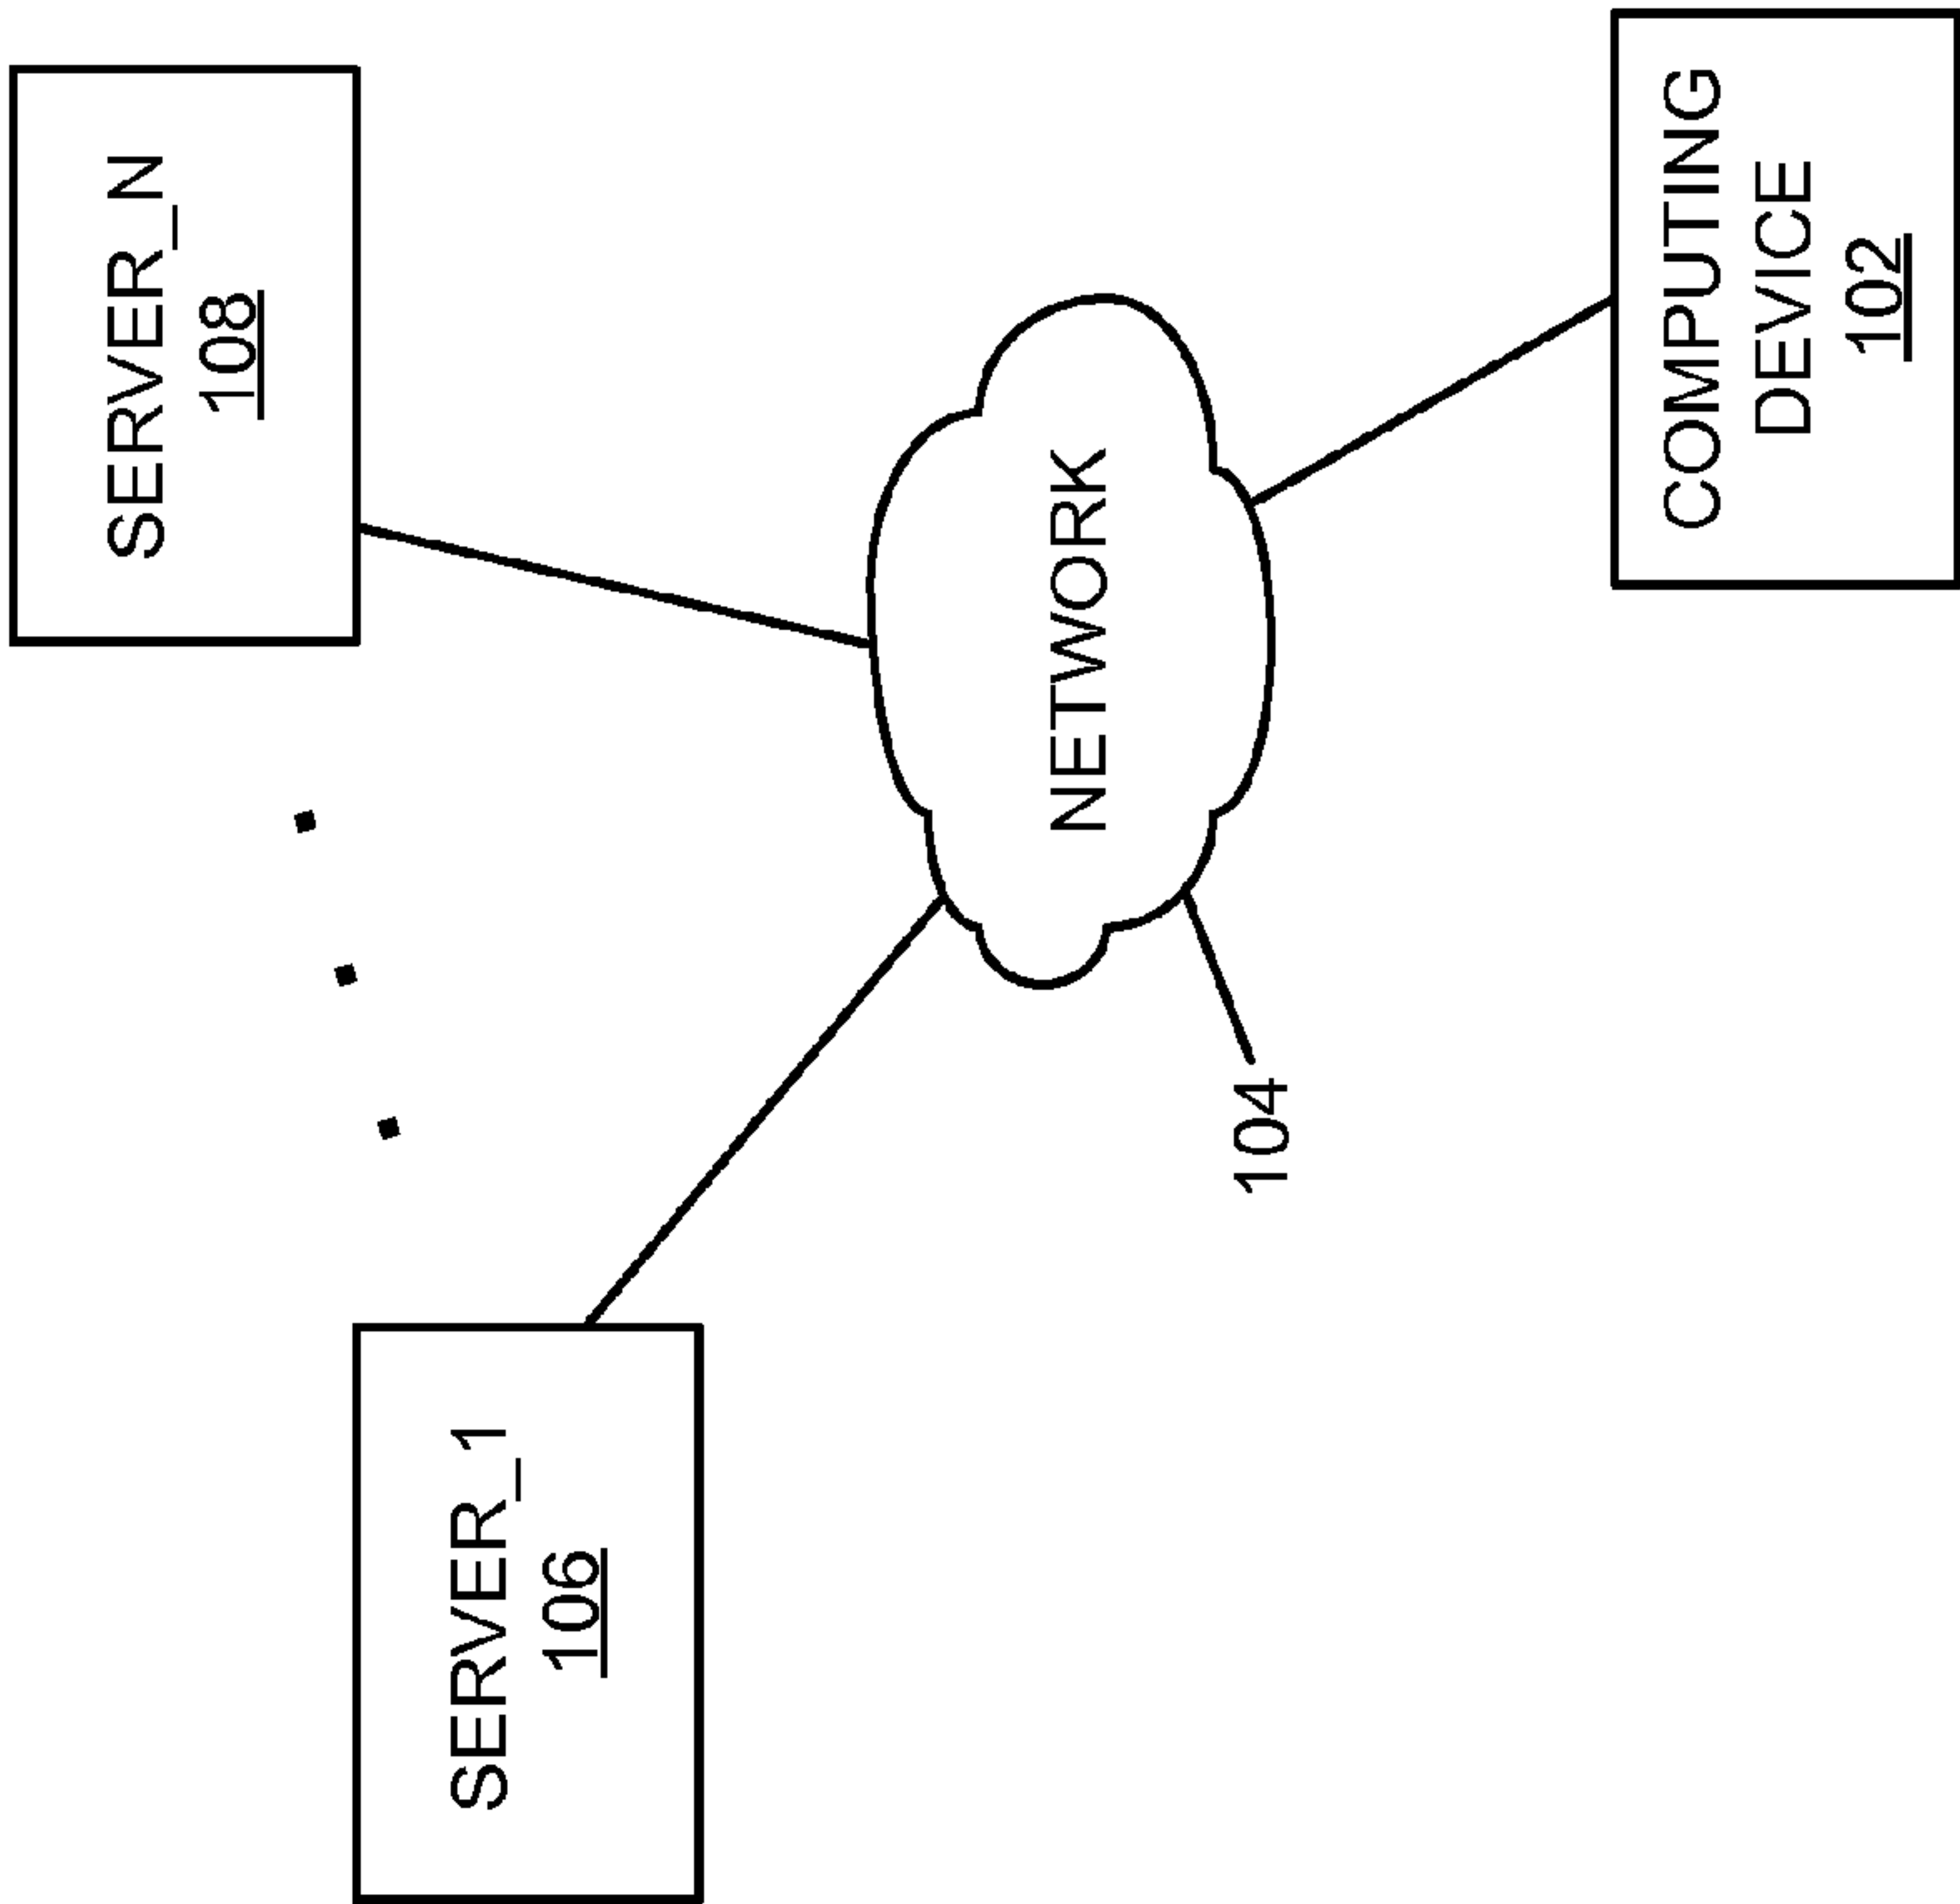 SERVER_1
106
SERVER_N
108
NETWORK
104
COMPUTING
DEVICE
102